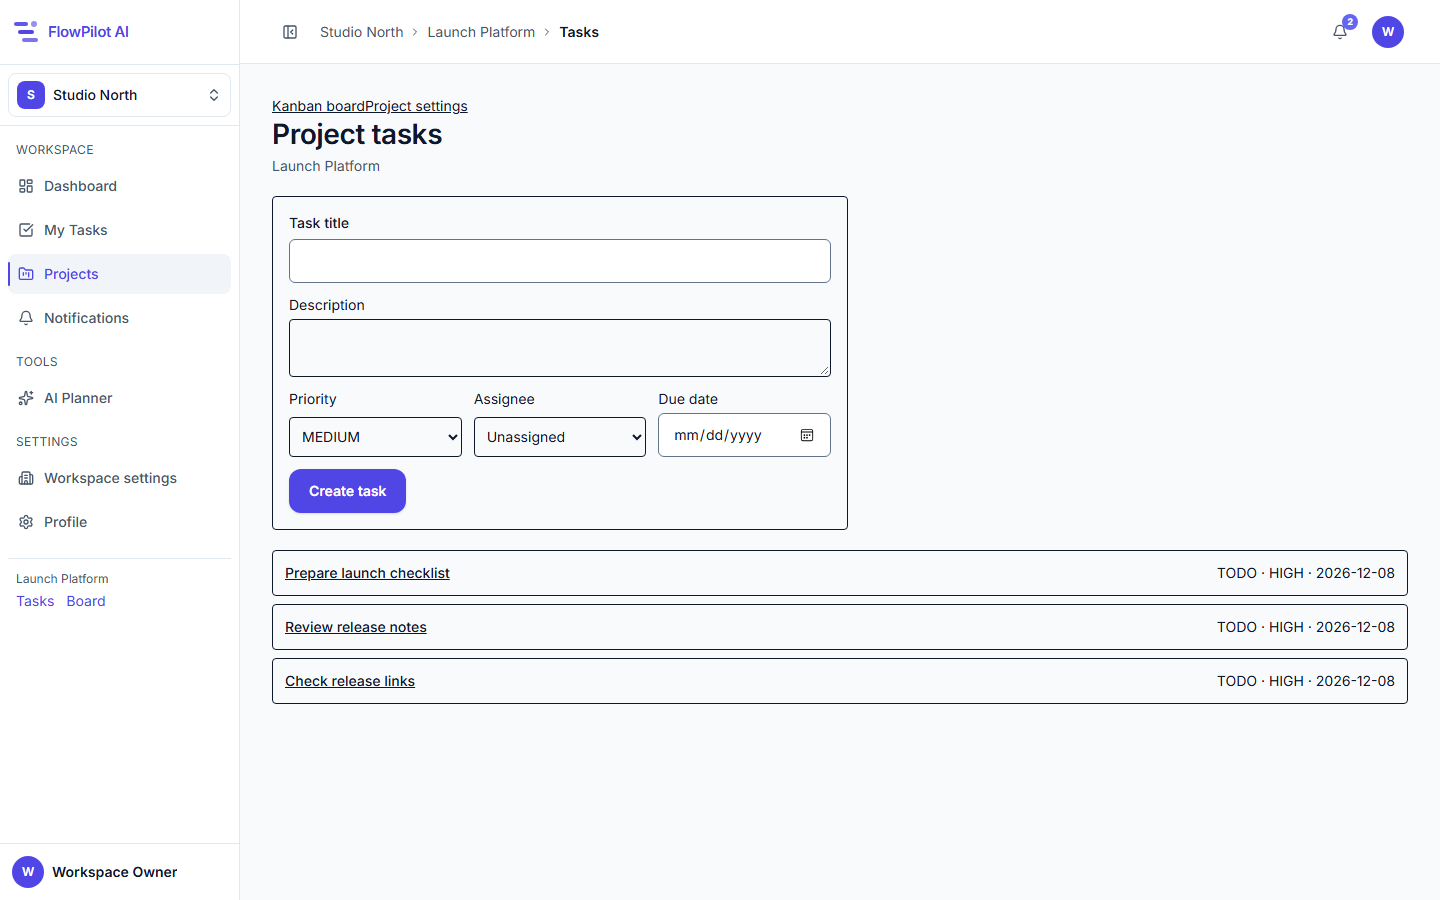 FlowPilot AI
Studio North > Launch Platform > Tasks
2
W
S
Studio North
WORKSPACE
Dashboard
My Tasks
Projects
Notifications
TOOLS
AI Planner
SETTINGS
Workspace settings
Profile
Launch Platform
Tasks Board
W
Workspace Owner
Kanban boardProject settings
Project tasks
Launch Platform
Task title
Description
Priority Assignee Due date
MEDIUM Unassigned mm/dd/yyyy
Create task
Prepare launch checklist TODO · HIGH · 2026-12-08
Review release notes TODO · HIGH · 2026-12-08
Check release links TODO · HIGH · 2026-12-08